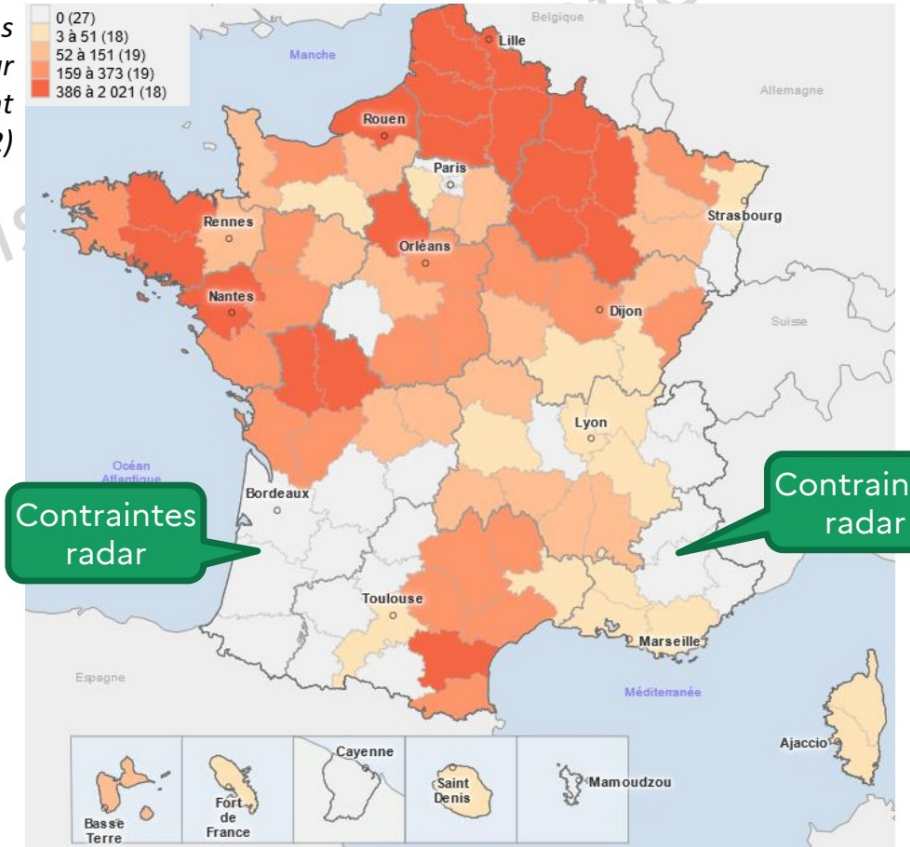 s
ur
nt
2)
0 (27)
3 à 51 (18)
52 à 151 (19)
159 à 373 (19)
386 à 2 021 (18)
Belgique
Lille
Manche
Allemagne
Rouen
Paris
Strasbourg
Rennes
Orléans
Nantes
Dijon
Suisse
Lyon
Océan
Atlantique
Bordeaux
Contraintes
radar
Contrain
radar
Toulouse
Marseille
Espagne
Méditerranée
Ajaccio
Cayenne
Mamoudzou
Saint
Denis
Fort
de
France
Basse
Terre